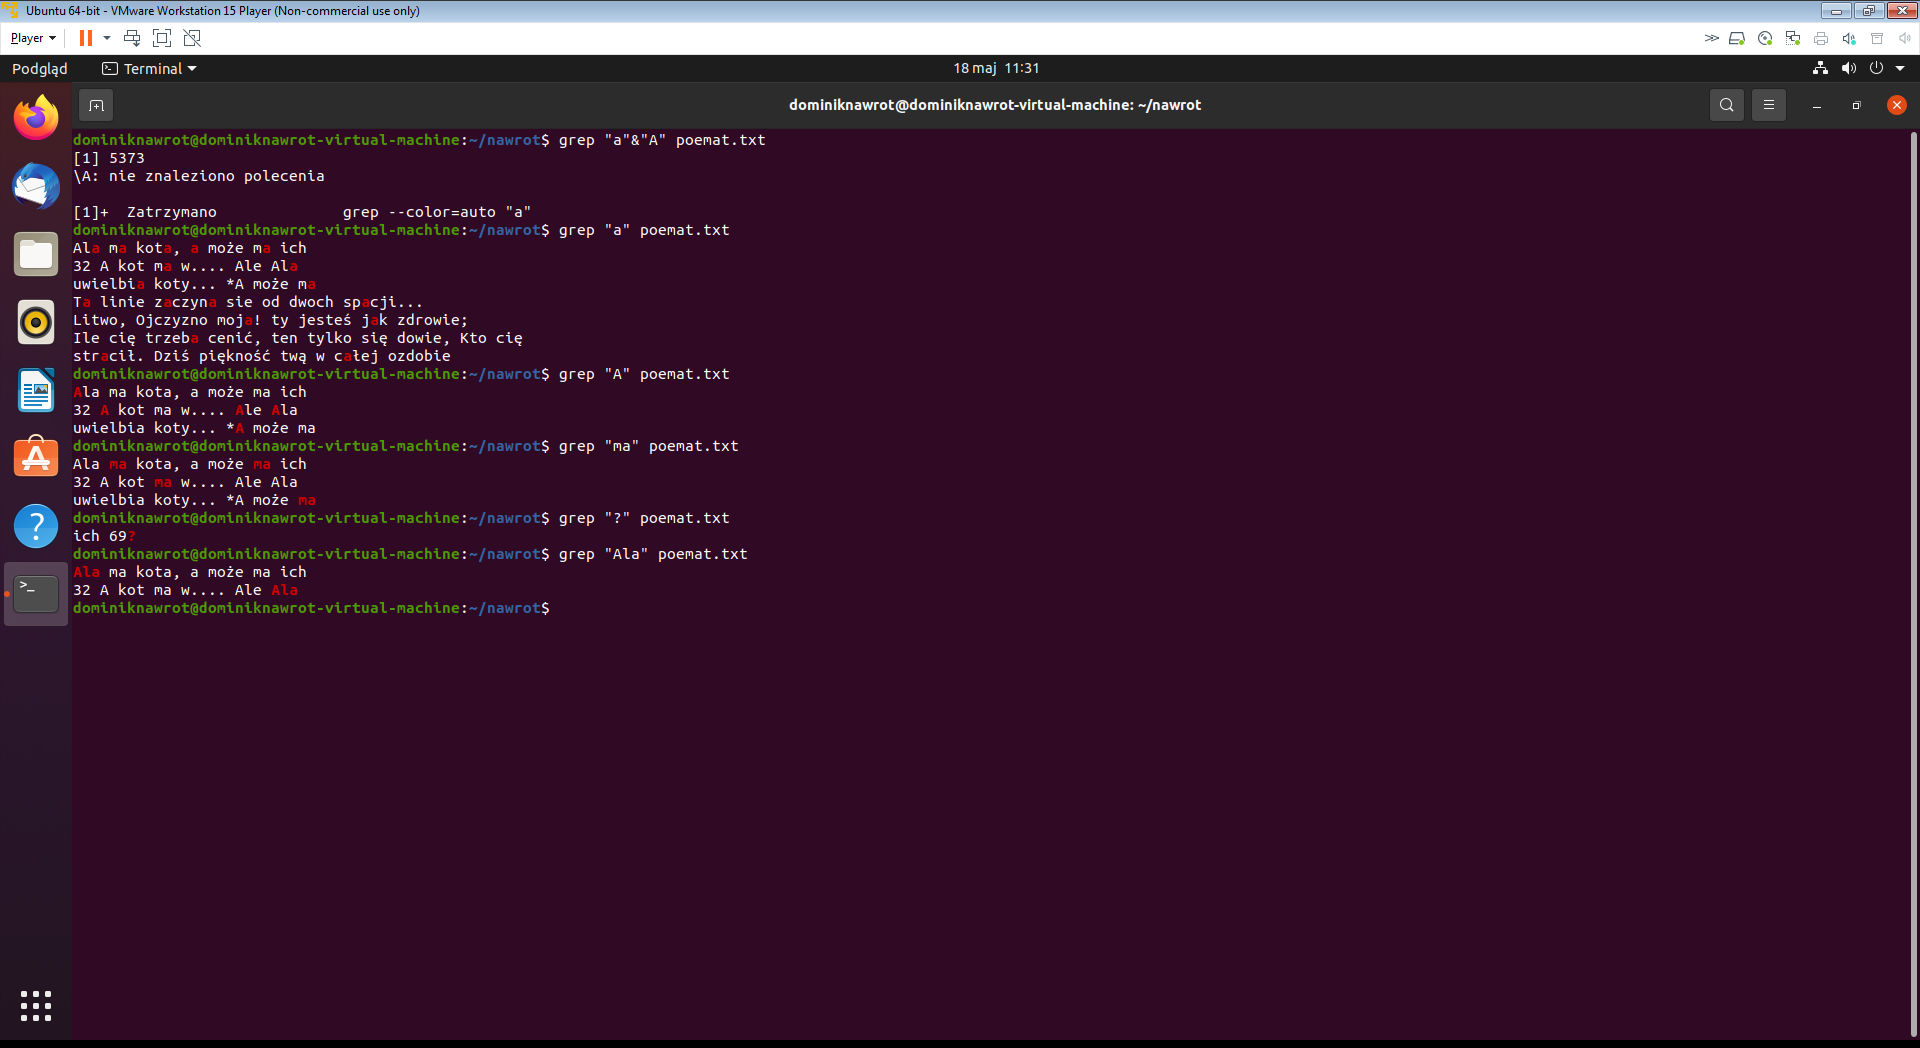 Ubuntu 64-bit - VMware Workstation 15 Player (Non-commercial use only)
Player
Podgląd Terminal 18 maj 11:31
dominiknawrot@dominiknawrot-virtual-machine: ~/nawrot
dominiknawrot@dominiknawrot-virtual-machine:~/nawrot$ grep "a"&"A" poemat.txt
[1] 5373
\A: nie znaleziono polecenia
[1]+  Zatrzymano              grep --color=auto "a"
dominiknawrot@dominiknawrot-virtual-machine:~/nawrot$ grep "a" poemat.txt
Ala ma kota, a może ma ich
32 A kot ma w.... Ale Ala
uwielbia koty... *A może ma
Ta linie zaczyna sie od dwoch spacji...
Litwo, Ojczyzno moja! ty jesteś jak zdrowie;
Ile cię trzeba cenić, ten tylko się dowie, Kto cię
stracił. Dziś piękność twą w całej ozdobie
dominiknawrot@dominiknawrot-virtual-machine:~/nawrot$ grep "A" poemat.txt
Ala ma kota, a może ma ich
32 A kot ma w.... Ale Ala
uwielbia koty... *A może ma
dominiknawrot@dominiknawrot-virtual-machine:~/nawrot$ grep "ma" poemat.txt
Ala ma kota, a może ma ich
32 A kot ma w.... Ale Ala
uwielbia koty... *A może ma
dominiknawrot@dominiknawrot-virtual-machine:~/nawrot$ grep "?" poemat.txt
ich 69?
dominiknawrot@dominiknawrot-virtual-machine:~/nawrot$ grep "Ala" poemat.txt
Ala ma kota, a może ma ich
32 A kot ma w.... Ale Ala
dominiknawrot@dominiknawrot-virtual-machine:~/nawrot$